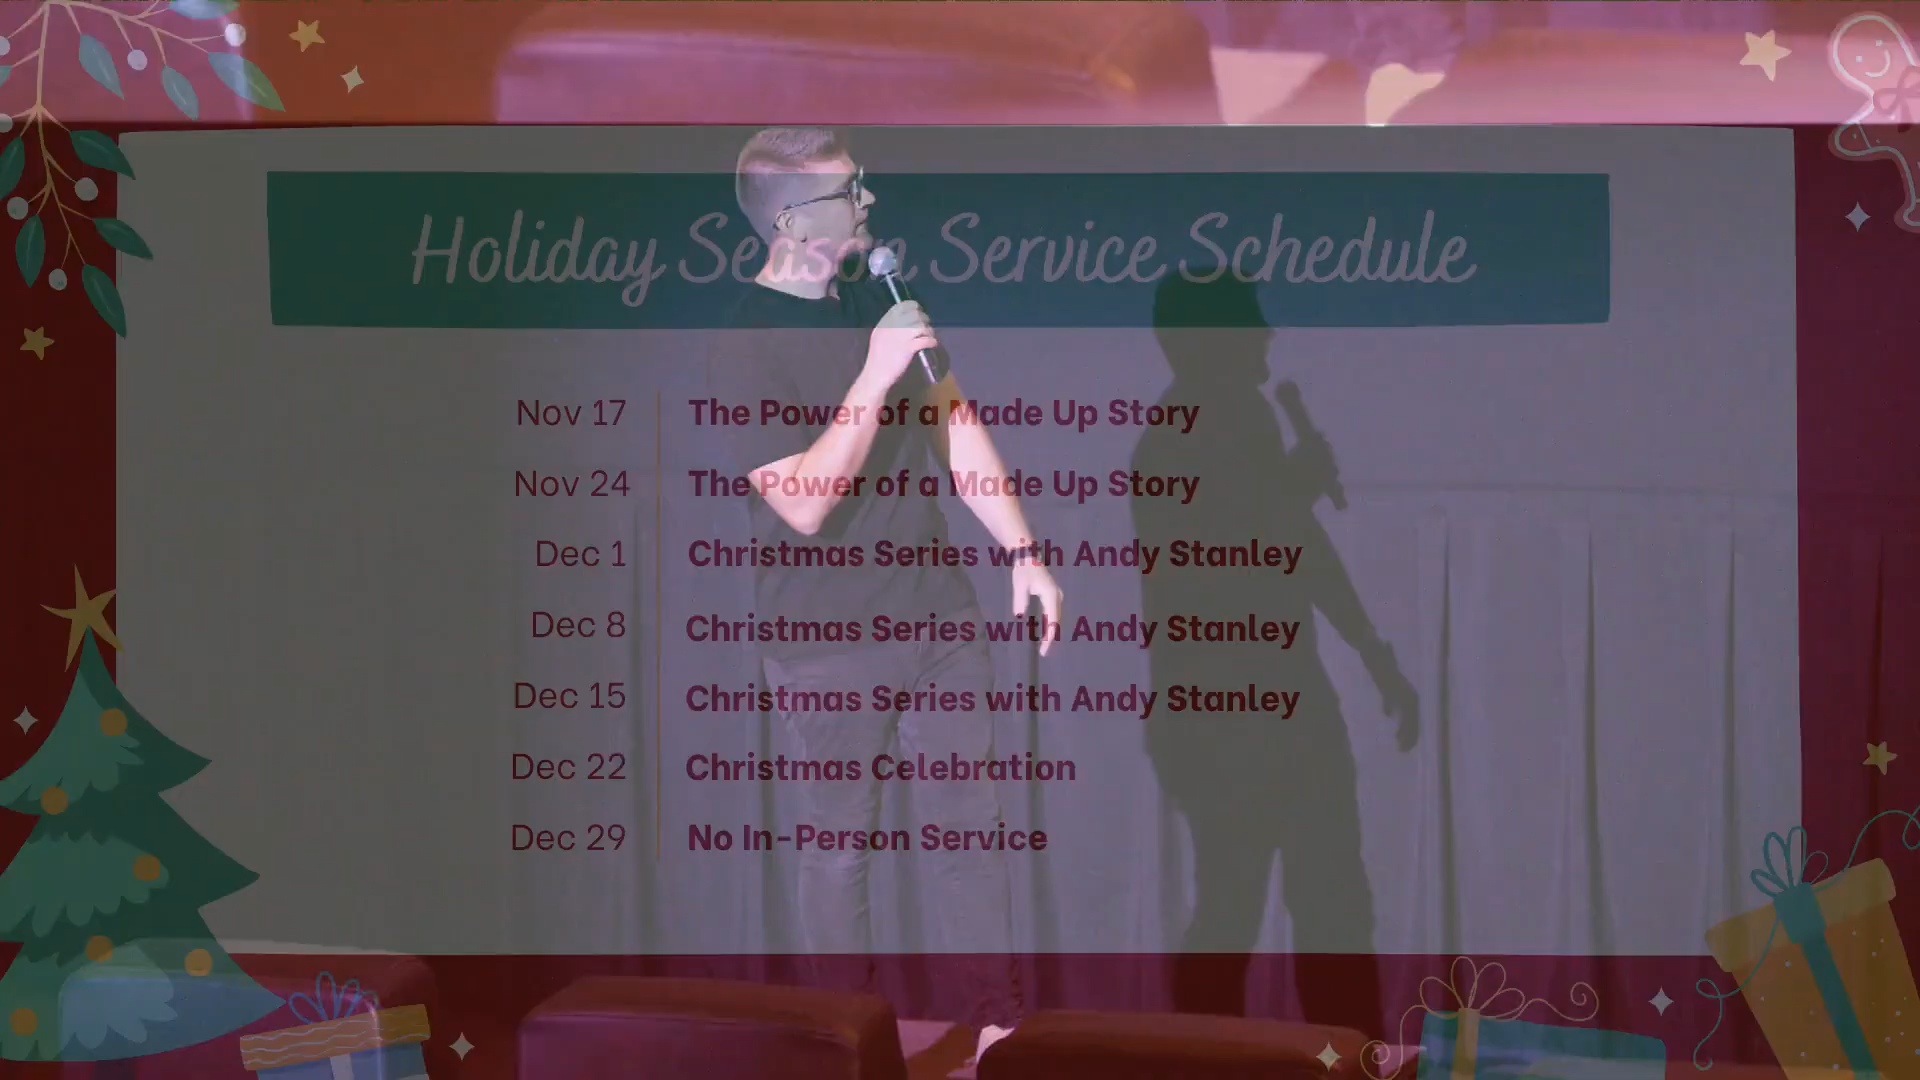 Holiday Season Service Schedule
Nov 17 The Power of a Made Up Story
Nov 24 The Power of a Made Up Story
Dec 1 Christmas Series with Andy Stanley
Dec 8 Christmas Series with Andy Stanley
Dec 15 Christmas Series with Andy Stanley
Dec 22 Christmas Celebration
Dec 29 No In-Person Service